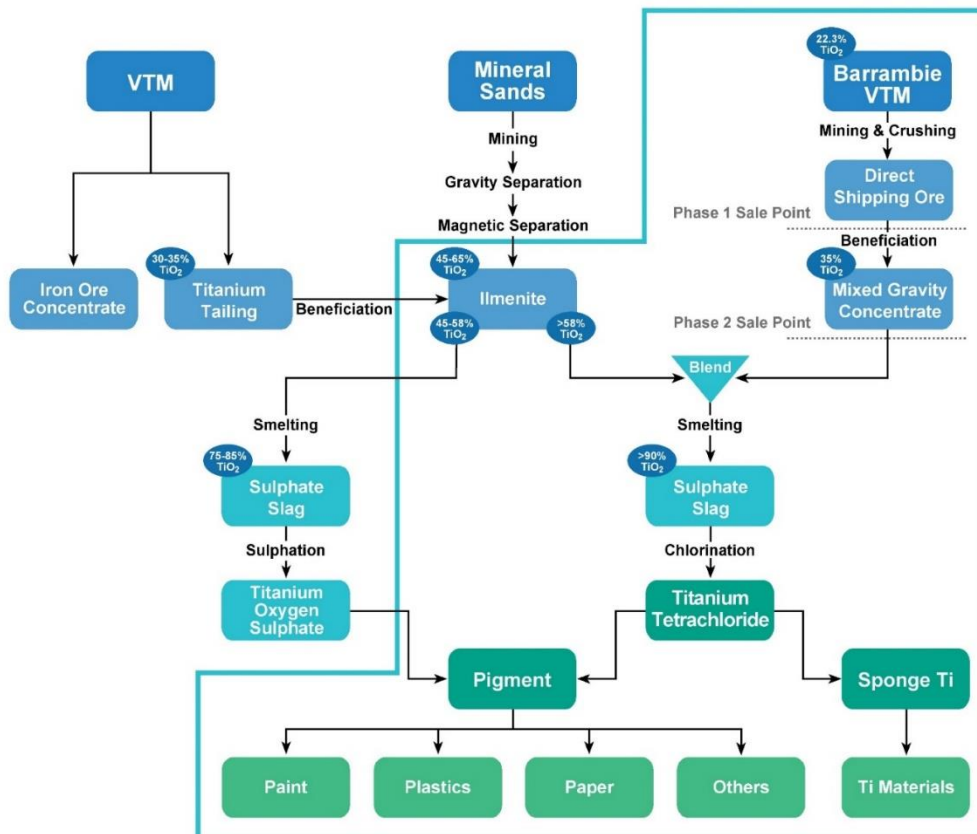 22.3%
TiO₂
VTM
Mineral
Sands
Barrambie
VTM
Mining
Mining & Crushing
Gravity Separation
Direct
Shipping Ore
Phase 1 Sale Point
Magnetic Separation
Beneficiation
30-35%
TiO₂
45-65%
TiO₂
35%
TiO₂
Iron Ore
Concentrate
Titanium
Tailing
Beneficiation
Ilmenite
Mixed Gravity
Concentrate
45-58%
TiO₂
>58%
TiO₂
Phase 2 Sale Point
Blend
Smelting
Smelting
75-85%
TiO₂
>90%
TiO₂
Sulphate
Slag
Sulphate
Slag
Sulphation
Chlorination
Titanium
Oxygen
Sulphate
Titanium
Tetrachloride
Pigment
Sponge Ti
Paint
Plastics
Paper
Others
Ti Materials